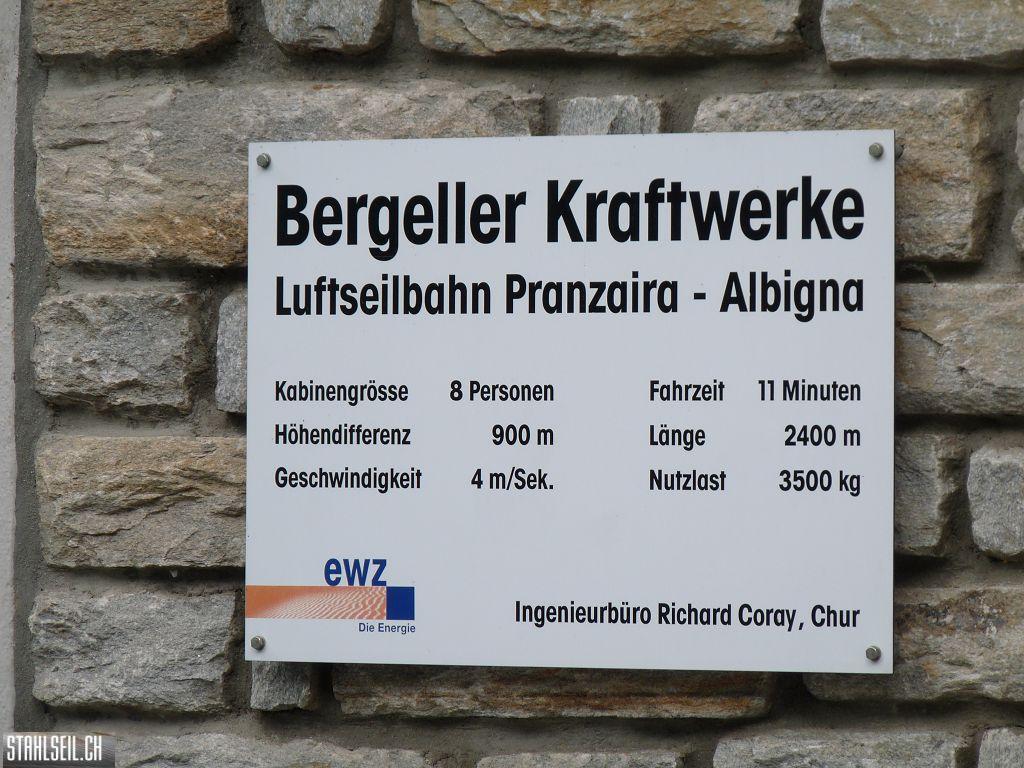 Bergeller Kraftwerke
Luftseilbahn Pranzaira - Albigna
Kabinengrösse 8 Personen Fahrzeit 11 Minuten
Höhendifferenz 900 m Länge 2400 m
Geschwindigkeit 4 m/Sek. Nutzlast 3500 kg
ewz
Die Energie
Ingenieurbüro Richard Coray, Chur
STAHLSEIL.CH